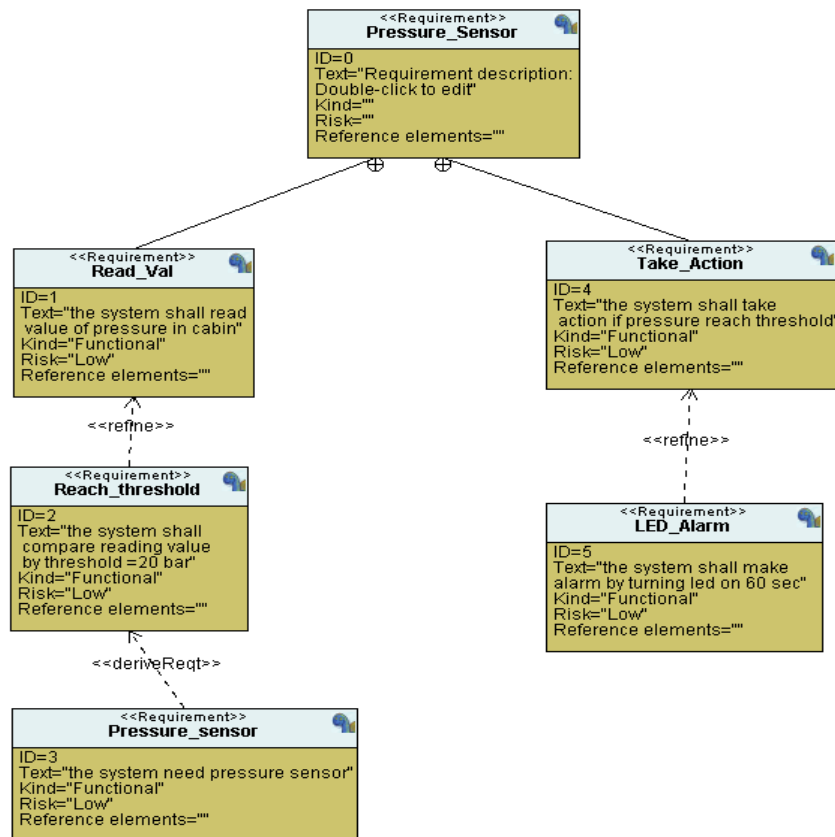 <<Requirement>>
Pressure_Sensor
ID=0
Text="Requirement description:
Double-click to edit"
Kind=""
Risk=""
Reference elements=""
<<Requirement>>
Read_Val
ID=1
Text="the system shall read
value of pressure in cabin"
Kind="Functional"
Risk="Low"
Reference elements=""
<<Requirement>>
Take_Action
ID=4
Text="the system shall take
action if pressure reach threshold"
Kind="Functional"
Risk="Low"
Reference elements=""
<<refine>>
<<refine>>
<<Requirement>>
Reach_threshold
ID=2
Text="the system shall
compare reading value
by threshold =20 bar"
Kind="Functional"
Risk="Low"
Reference elements=""
<<Requirement>>
LED_Alarm
ID=5
Text="the system shall make
alarm by turning led on 60 sec"
Kind="Functional"
Risk="Low"
Reference elements=""
<<deriveReqt>>
<<Requirement>>
Pressure_sensor
ID=3
Text="the system need pressure sensor"
Kind="Functional"
Risk="Low"
Reference elements=""